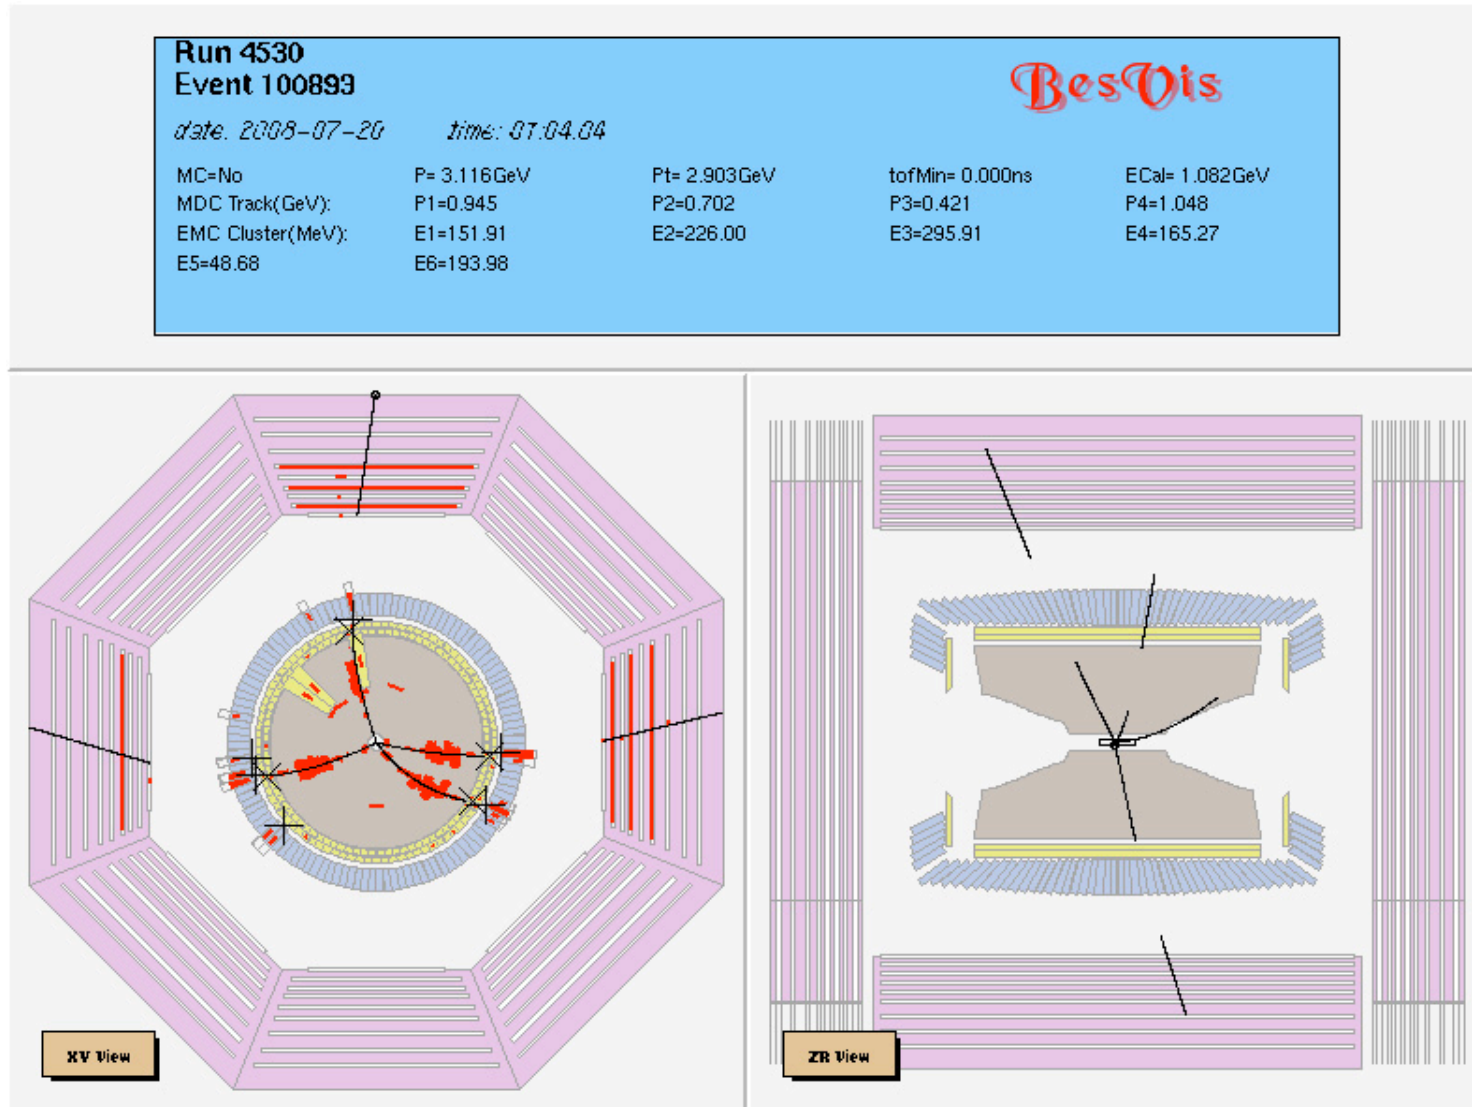 Run 4530
Event 100893
BesVis
date: 2008-07-20 time: 01:04:04
MC=No P= 3.116GeV Pt= 2.903GeV tofMin= 0.000ns ECal= 1.082GeV
MDC Track(GeV): P1=0.945 P2=0.702 P3=0.421 P4=1.048
EMC Cluster(MeV): E1=151.91 E2=226.00 E3=295.91 E4=165.27
E5=48.68 E6=193.98
XY View
ZR View